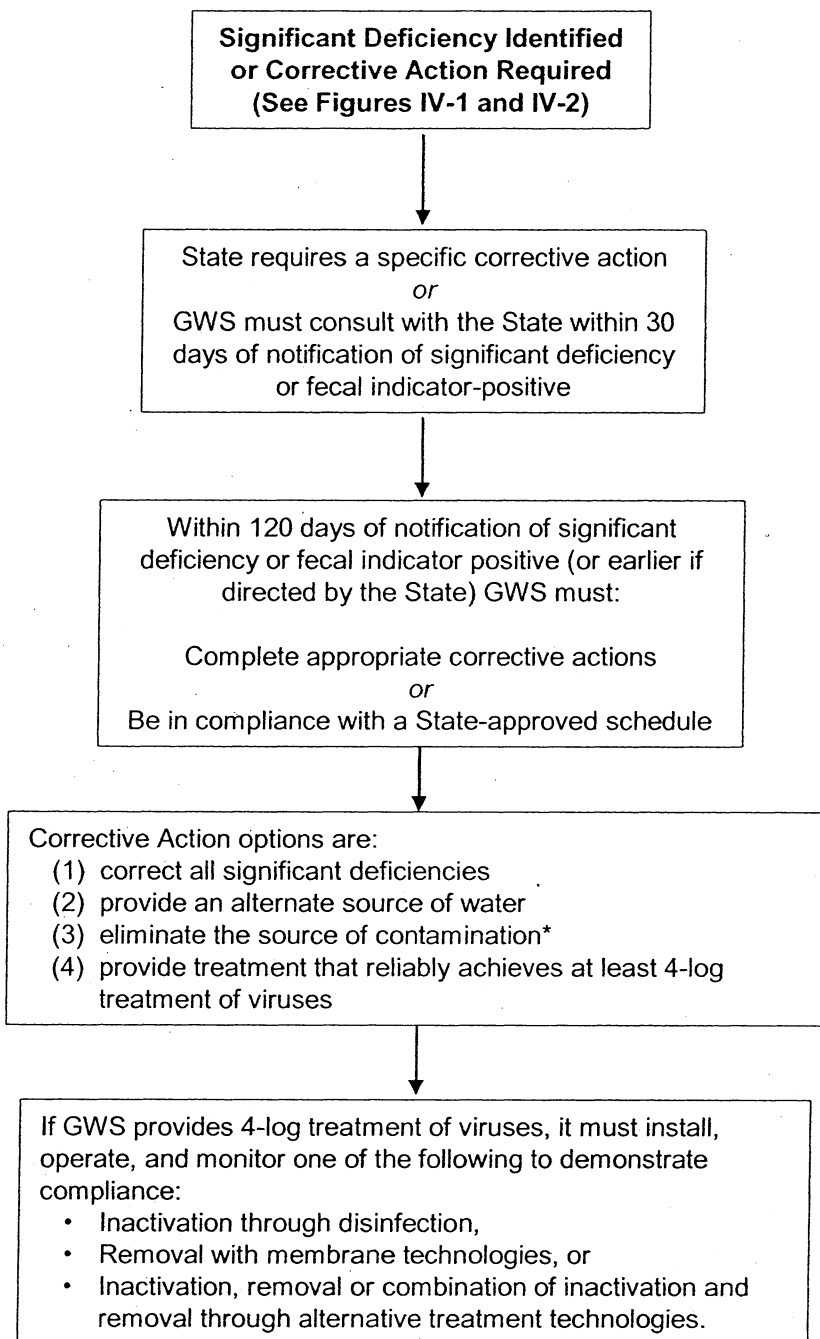 Significant Deficiency Identified
or Corrective Action Required
(See Figures IV-1 and IV-2)
State requires a specific corrective action
or
GWS must consult with the State within 30
days of notification of significant deficiency
or fecal indicator-positive
Within 120 days of notification of significant
deficiency or fecal indicator positive (or earlier if
directed by the State) GWS must:
Complete appropriate corrective actions
or
Be in compliance with a State-approved schedule
Corrective Action options are:
(1) correct all significant deficiencies
(2) provide an alternate source of water
(3) eliminate the source of contamination*
(4) provide treatment that reliably achieves at least 4-log
treatment of viruses
If GWS provides 4-log treatment of viruses, it must install,
operate, and monitor one of the following to demonstrate
compliance:
• Inactivation through disinfection,
• Removal with membrane technologies, or
• Inactivation, removal or combination of inactivation and
removal through alternative treatment technologies.